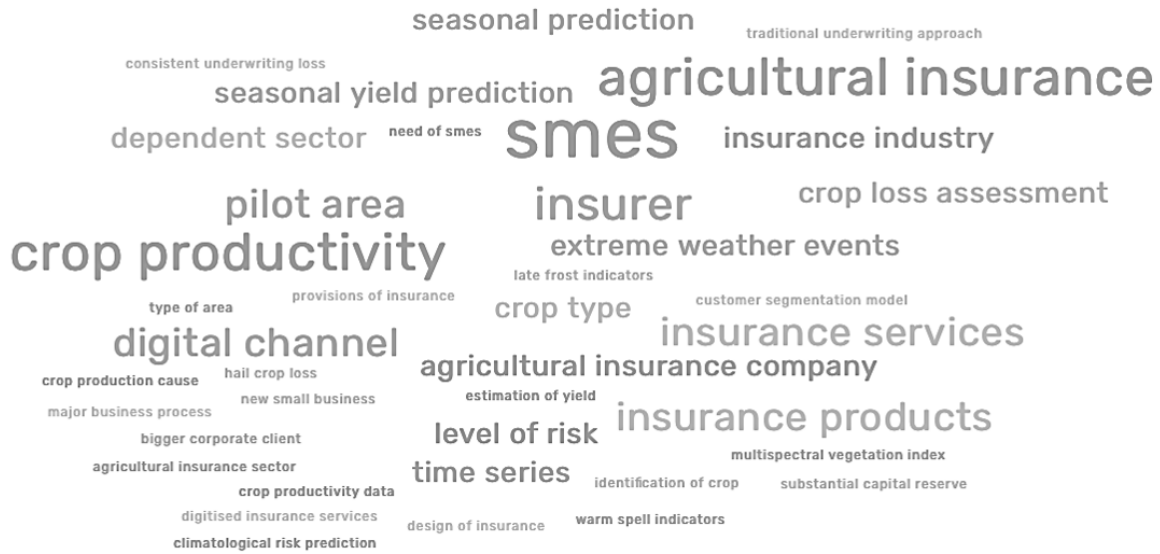 seasonal prediction
traditional underwriting approach
consistent underwriting loss
agricultural insurance
seasonal yield prediction
dependent sector
need of smes
smes
insurance industry
pilot area
insurer
crop loss assessment
crop productivity
extreme weather events
late frost indicators
provisions of insurance
type of area
crop type
customer segmentation model
digital channel
insurance services
agricultural insurance company
crop production cause
hail crop loss
new small business
estimation of yield
major business process
insurance products
bigger corporate client
level of risk
multispectral vegetation index
agricultural insurance sector
time series
identification of crop
substantial capital reserve
crop productivity data
digitised insurance services
design of insurance
warm spell indicators
climatological risk prediction